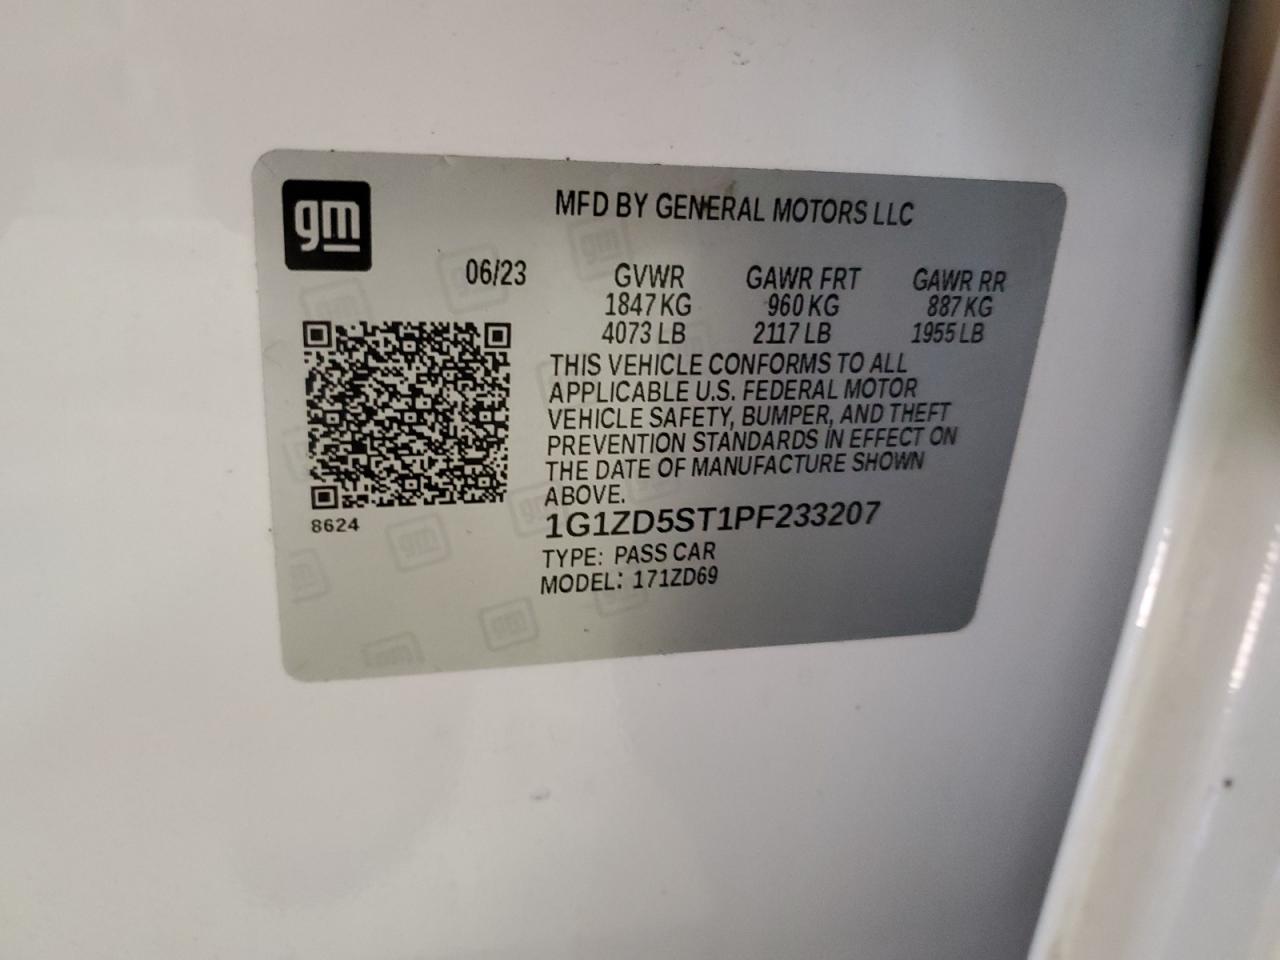 gm
MFD BY GENERAL MOTORS LLC
06/23 GVWR GAWR FRT GAWR RR
1847 KG 960 KG 887 KG
4073 LB 2117 LB 1955 LB
THIS VEHICLE CONFORMS TO ALL
APPLICABLE U.S. FEDERAL MOTOR
VEHICLE SAFETY, BUMPER, AND THEFT
PREVENTION STANDARDS IN EFFECT ON
THE DATE OF MANUFACTURE SHOWN
ABOVE.
8624
1G1ZD5ST1PF233207
TYPE: PASS CAR
MODEL: 171ZD69